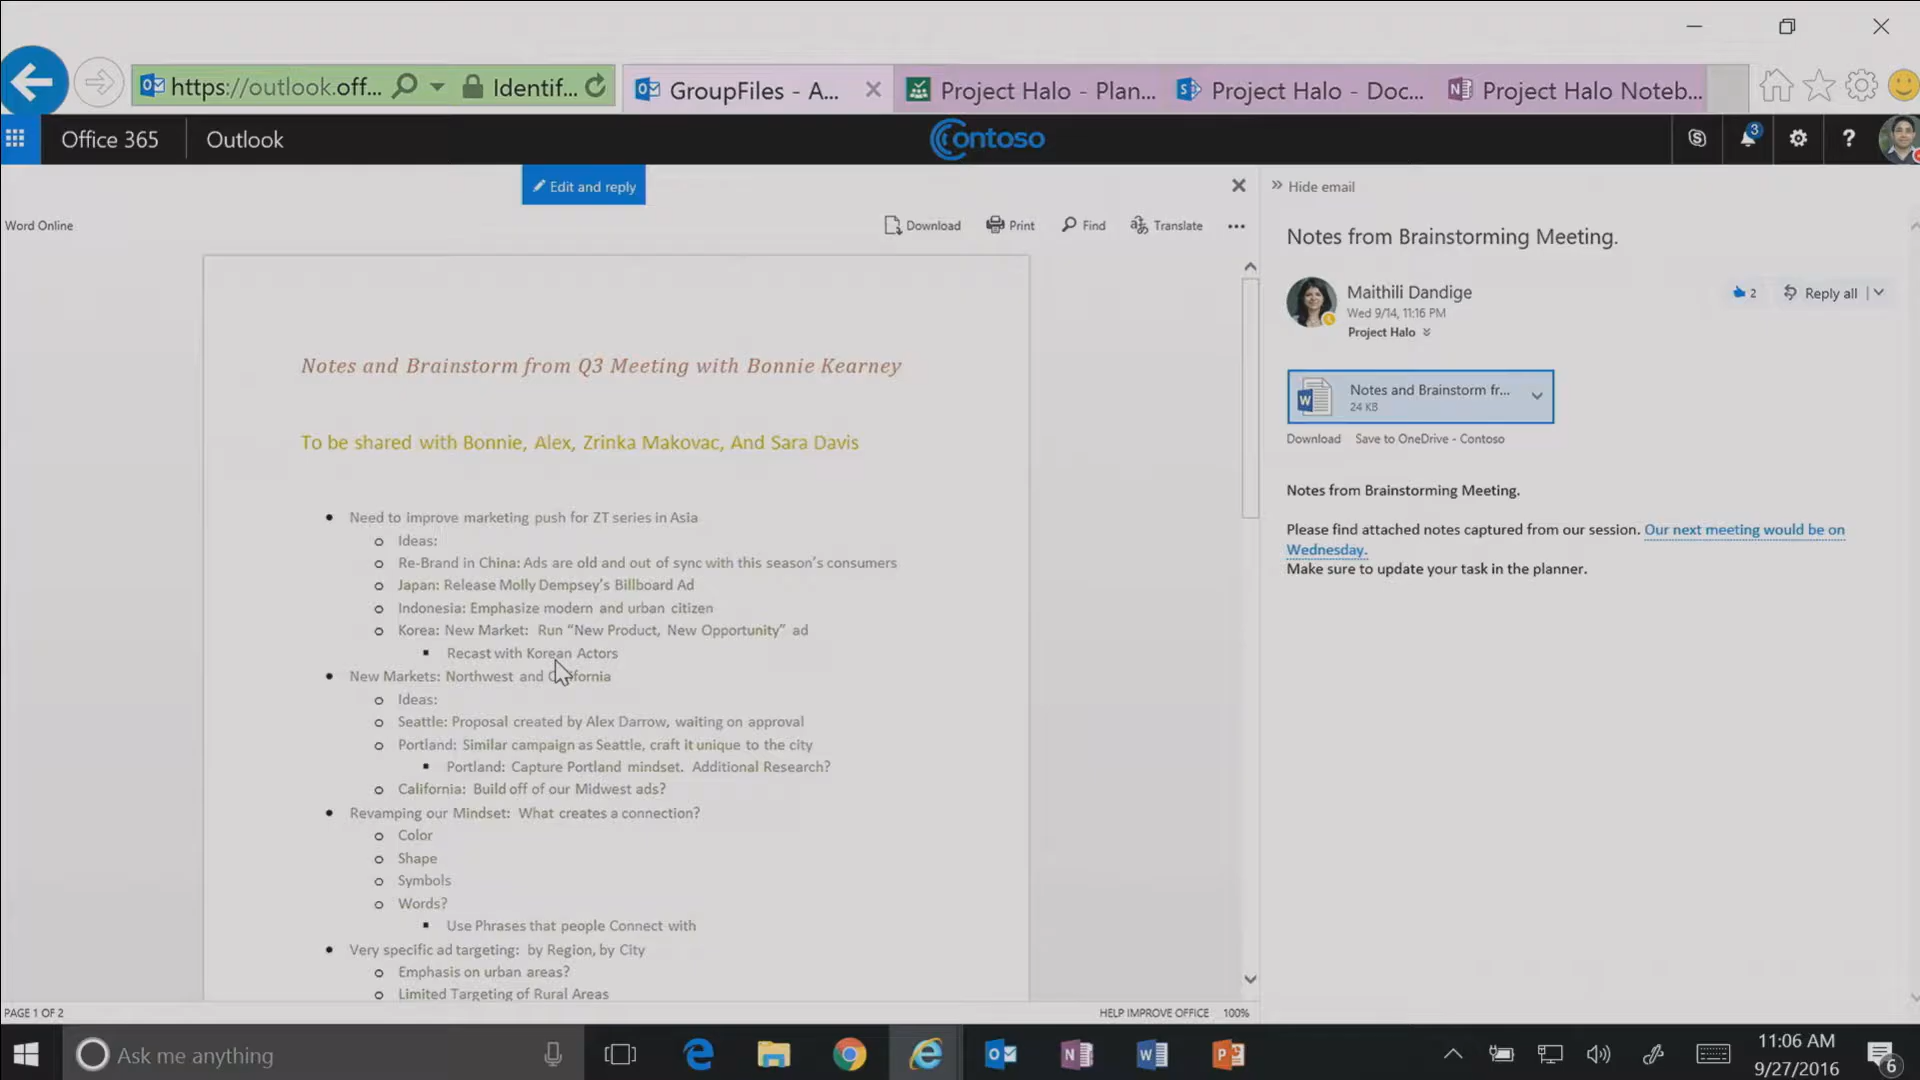 https://outlook.off...
Identif...
GroupFiles - A...
Project Halo - Plan...
Project Halo - Doc...
Project Halo Noteb...
Office 365
Outlook
Contoso
3
?
Edit and reply
Hide email
Word Online
Download
Print
Find
Translate
Notes from Brainstorming Meeting.
Maithili Dandige
Wed 9/14, 11:16 PM
Project Halo
2
Reply all
Notes and Brainstorm fr...
24 KB
Download Save to OneDrive - Contoso
Notes from Brainstorming Meeting.
Please find attached notes captured from our session. Our next meeting would be on
Wednesday.
Make sure to update your task in the planner.
Notes and Brainstorm from Q3 Meeting with Bonnie Kearney
To be shared with Bonnie, Alex, Zrinka Makovac, And Sara Davis
Need to improve marketing push for ZT series in Asia
Ideas:
Re-Brand in China: Ads are old and out of sync with this season's consumers
Japan: Release Molly Dempsey's Billboard Ad
Indonesia: Emphasize modern and urban citizen
Korea: New Market: Run “New Product, New Opportunity” ad
Recast with Korean Actors
New Markets: Northwest and California
Ideas:
Seattle: Proposal created by Alex Darrow, waiting on approval
Portland: Similar campaign as Seattle, craft it unique to the city
Portland: Capture Portland mindset. Additional Research?
California: Build off of our Midwest ads?
Revamping our Mindset: What creates a connection?
Color
Shape
Symbols
Words?
Use Phrases that people Connect with
Very specific ad targeting: by Region, by City
Emphasis on urban areas?
Limited Targeting of Rural Areas
PAGE 1 OF 2
HELP IMPROVE OFFICE 100%
Ask me anything
11:06 AM
9/27/2016
6